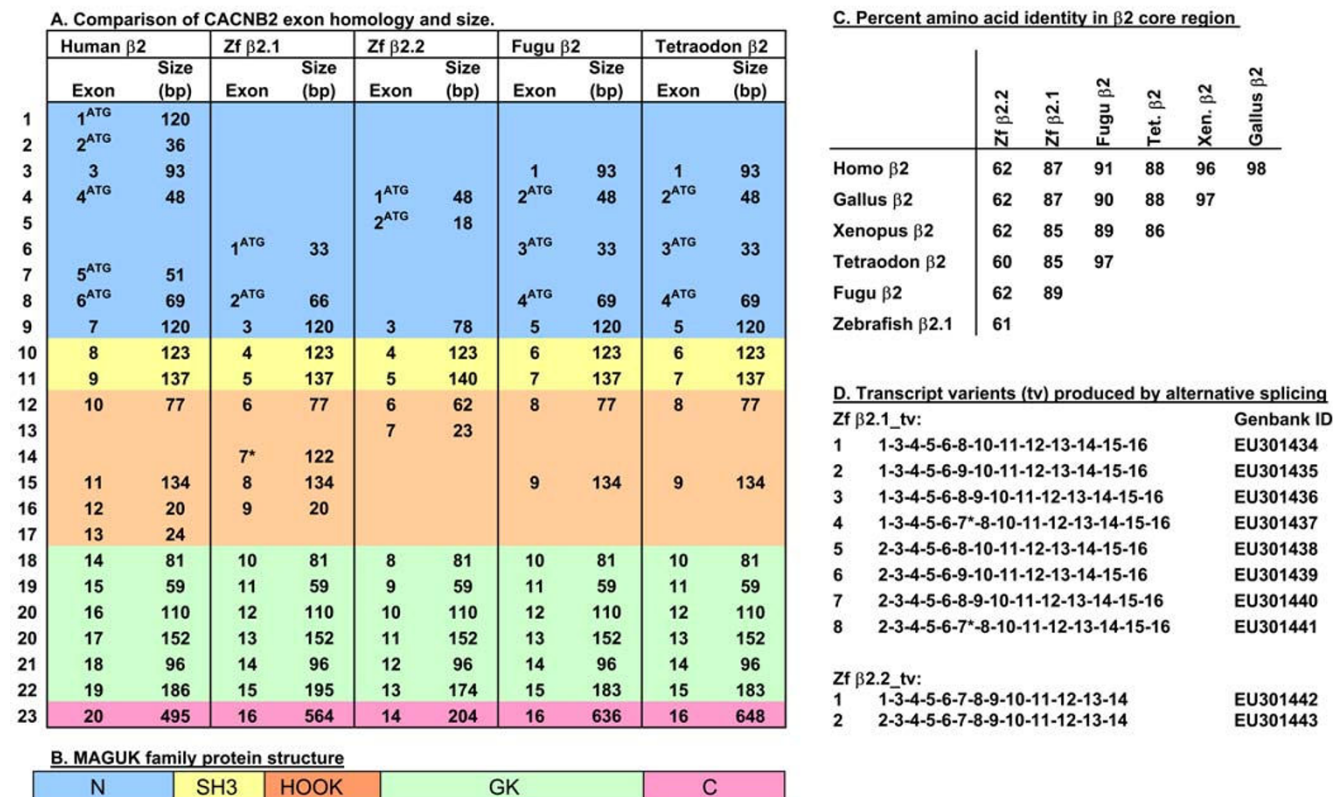 A. Comparison of CACNB2 exon homology and size.
Human β2 Zf β2.1 Zf β2.2 Fugu β2 Tetraodon β2
Size Size Size Size Size
Exon (bp) Exon (bp) Exon (bp) Exon (bp) Exon (bp)
1 1ATG 120
2 2ATG 36
3 3 93 1 93 1 93
4 4ATG 48 1ATG 48 2ATG 48 2ATG 48
5 2ATG 18
6 1ATG 33 3ATG 33 3ATG 33
7 5ATG 51
8 6ATG 69 2ATG 66 4ATG 69 4ATG 69
9 7 120 3 120 3 78 5 120 5 120
10 8 123 4 123 4 123 6 123 6 123
11 9 137 5 137 5 140 7 137 7 137
12 10 77 6 77 6 62 8 77 8 77
13 7 23
14 7* 122
15 11 134 8 134 9 134 9 134
16 12 20 9 20
17 13 24
18 14 81 10 81 8 81 10 81 10 81
19 15 59 11 59 9 59 11 59 11 59
20 16 110 12 110 10 110 12 110 12 110
20 17 152 13 152 11 152 13 152 13 152
21 18 96 14 96 12 96 14 96 14 96
22 19 186 15 195 13 174 15 183 15 183
23 20 495 16 564 14 204 16 636 16 648
B. MAGUK family protein structure
N SH3 HOOK GK C
C. Percent amino acid identity in β2 core region
Zf β2.2 Zf β2.1 Fugu β2 Tet. β2 Xen. β2 Gallus β2
Homo β2 62 87 91 88 96 98
Gallus β2 62 87 90 88 97
Xenopus β2 62 85 89 86
Tetraodon β2 60 85 97
Fugu β2 62 89
Zebrafish β2.1 61
D. Transcript varients (tv) produced by alternative splicing
Zf β2.1_tv: Genbank ID
1 1-3-4-5-6-8-10-11-12-13-14-15-16 EU301434
2 1-3-4-5-6-9-10-11-12-13-14-15-16 EU301435
3 1-3-4-5-6-8-9-10-11-12-13-14-15-16 EU301436
4 1-3-4-5-6-7*-8-10-11-12-13-14-15-16 EU301437
5 2-3-4-5-6-8-10-11-12-13-14-15-16 EU301438
6 2-3-4-5-6-9-10-11-12-13-14-15-16 EU301439
7 2-3-4-5-6-8-9-10-11-12-13-14-15-16 EU301440
8 2-3-4-5-6-7*-8-10-11-12-13-14-15-16 EU301441
Zf β2.2_tv:
1 1-3-4-5-6-7-8-9-10-11-12-13-14 EU301442
2 2-3-4-5-6-7-8-9-10-11-12-13-14 EU301443